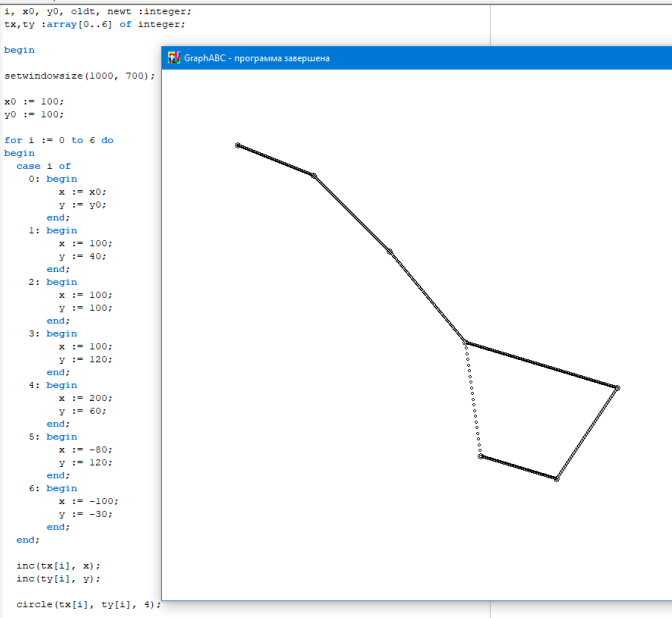 i, x0, y0, oldt, newt :integer;
tx,ty :array[0..6] of integer;
begin
setwindowsize(1000, 700);
x0 := 100;
y0 := 100;
for i := 0 to 6 do
begin
case i of
0: begin
x := x0;
y := y0;
end;
1: begin
x := 100;
y := 40;
end;
2: begin
x := 100;
y := 100;
end;
3: begin
x := 100;
y := 120;
end;
4: begin
x := 200;
y := 60;
end;
5: begin
x := -80;
y := 120;
end;
6: begin
x := -100;
y := -30;
end;
end;
inc(tx[i], x);
inc(ty[i], y);
circle(tx[i], ty[i], 4);
GraphABC - программа завершена